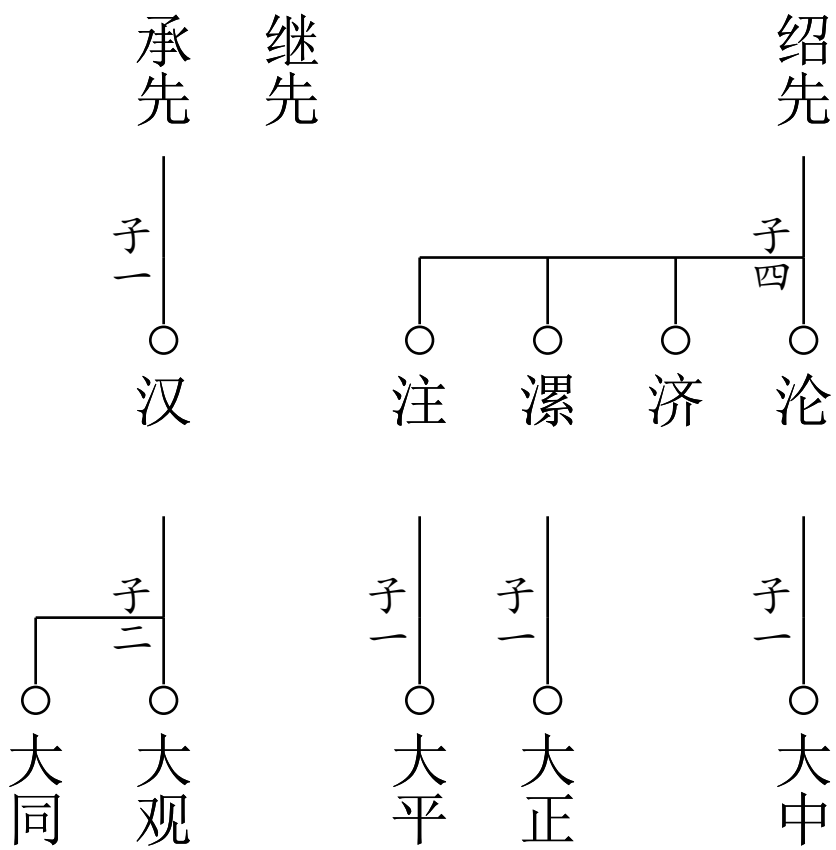 绍先
继先
承先
子四
子一
沦
济
漯
注
汉
子一
子一
子一
子二
大中
大正
大平
大观
大同